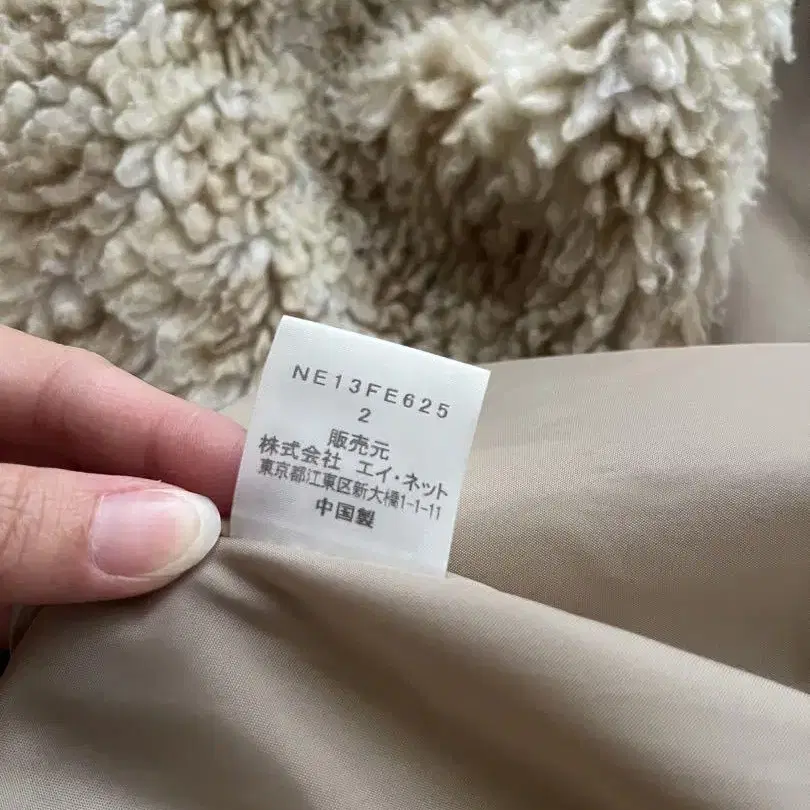 NE13FE625
2
販売元
株式会社 エイ・ネット
東京都江東区新大橋1-1-11
中国製